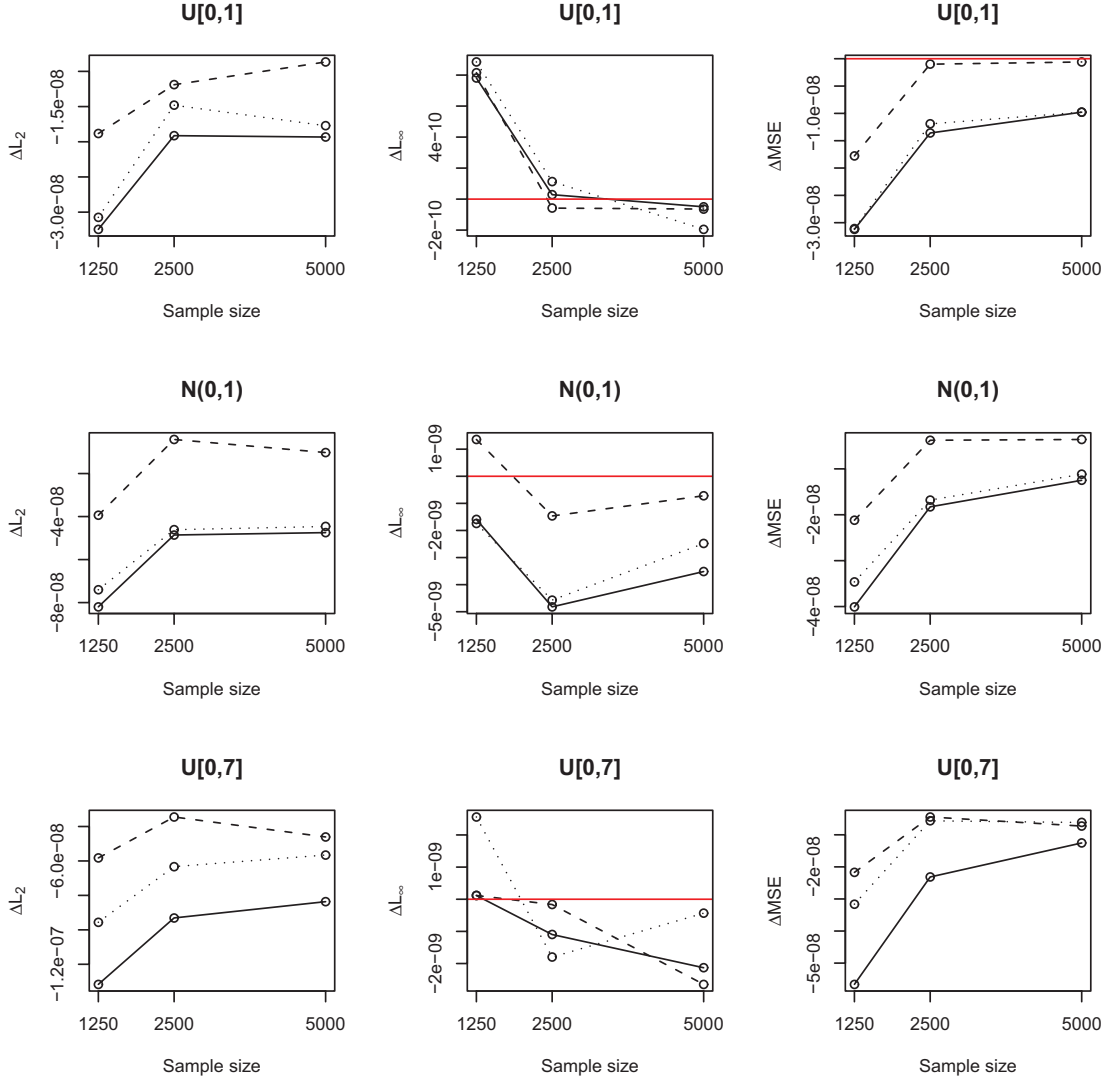 U[0,1]
ΔL₂
−3.0e−08
−1.5e−08
1250
2500
5000
Sample size
U[0,1]
ΔL∞
−2e−10
4e−10
1250
2500
5000
Sample size
U[0,1]
ΔMSE
−3.0e−08
−1.0e−08
1250
2500
5000
Sample size
N(0,1)
ΔL₂
−8e−08
−4e−08
1250
2500
5000
Sample size
N(0,1)
ΔL∞
−5e−09
−2e−09
1e−09
1250
2500
5000
Sample size
N(0,1)
ΔMSE
−4e−08
−2e−08
1250
2500
5000
Sample size
U[0,7]
ΔL₂
−1.2e−07
−6.0e−08
1250
2500
5000
Sample size
U[0,7]
ΔL∞
−2e−09
1e−09
1250
2500
5000
Sample size
U[0,7]
ΔMSE
−5e−08
−2e−08
1250
2500
5000
Sample size